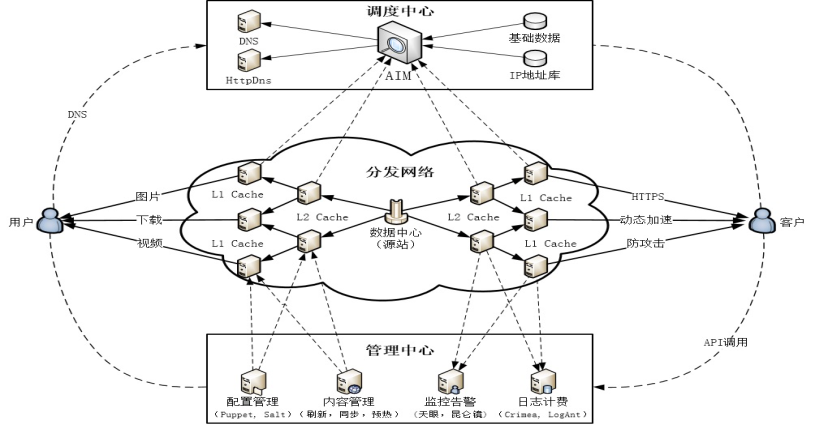 调度中心
DNS
HttpDns
AIM
基础数据
IP地址库
DNS
分发网络
图片
L1 Cache
L1 Cache
HTTPS
用户
下载
L2 Cache
数据中心
(源站)
L2 Cache
动态加速
客户
视频
L1 Cache
L1 Cache
防攻击
API调用
管理中心
配置管理
(Puppet, Salt)
内容管理
(刷新，同步，预热)
监控告警
(天眼，昆仑镜)
日志计费
(Crimea, LogAnt)